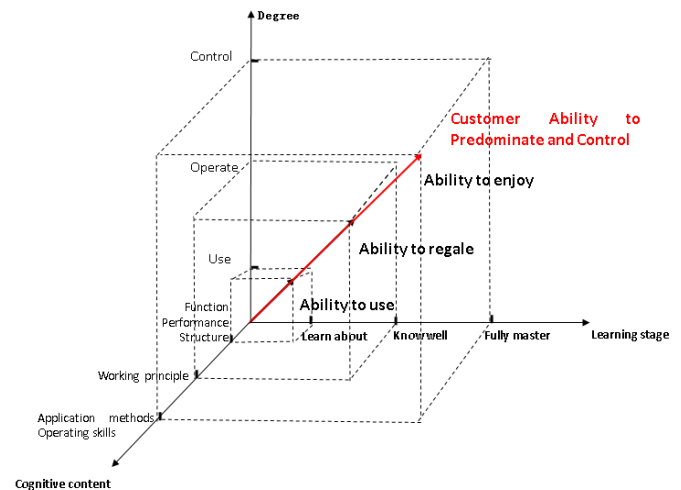 Degree
Control
Customer Ability to
Predominate and Control
Operate
Ability to enjoy
Ability to regale
Use
Ability to use
Function
Performance
Structure
Learn about
Know well
Fully master
Learning stage
Working principle
Application methods
Operating skills
Cognitive content